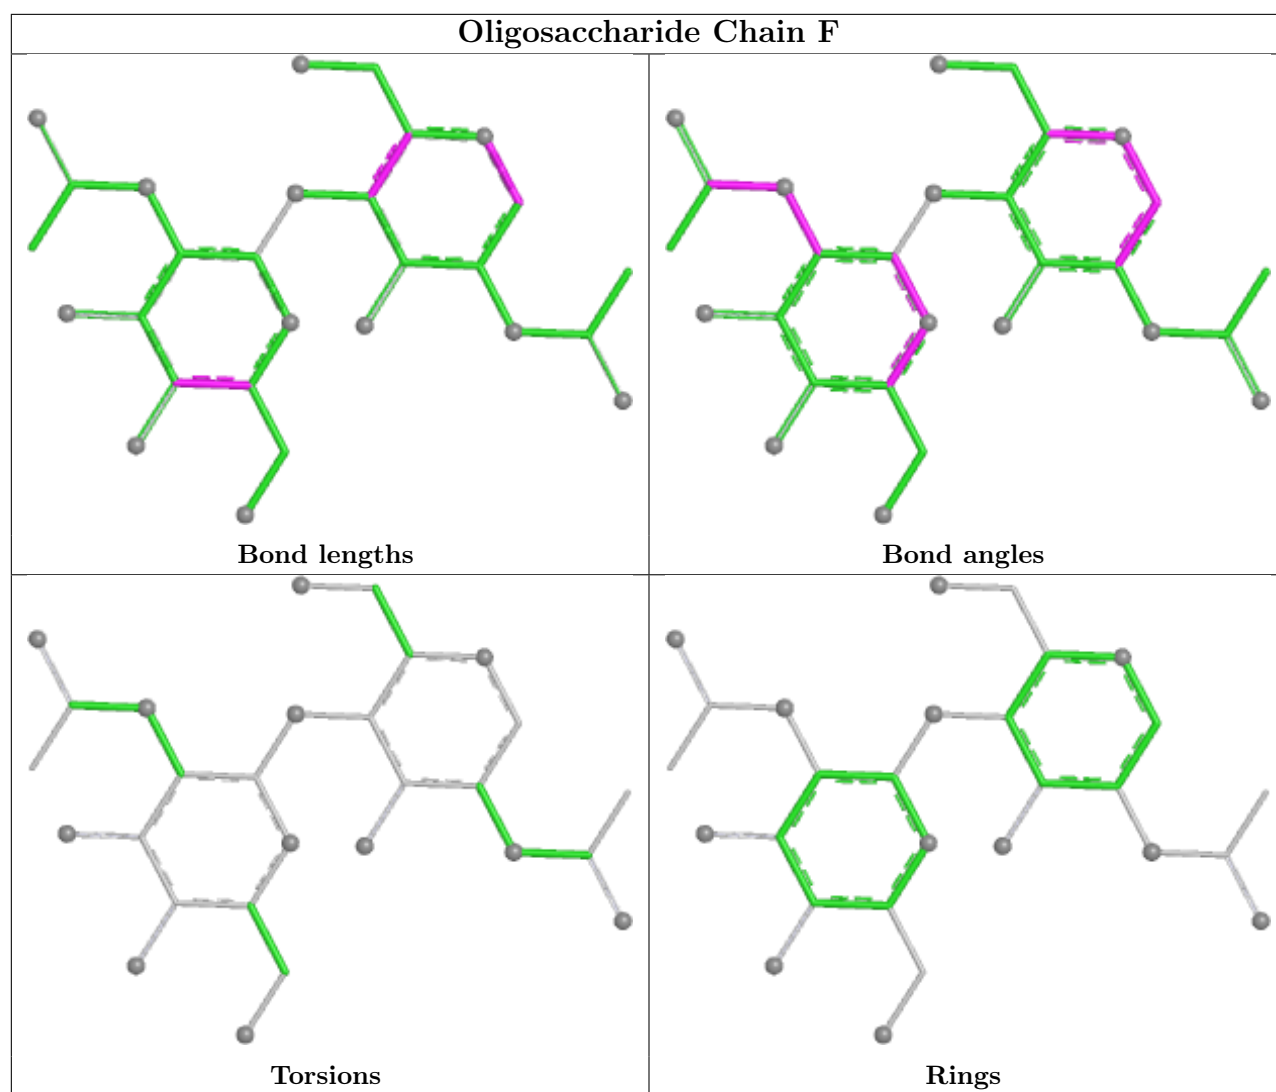 Oligosaccharide Chain F
Bond lengths
Bond angles
Torsions
Rings